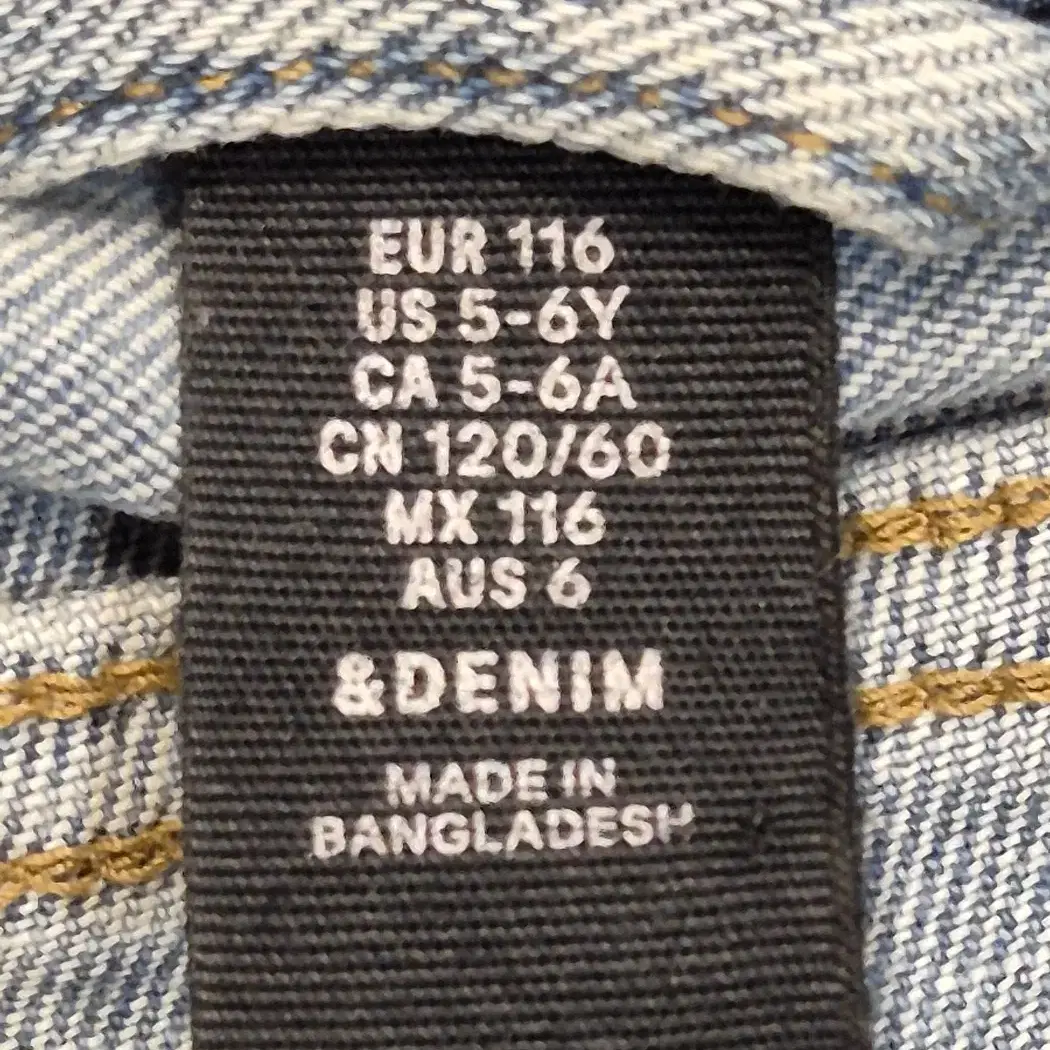 EUR 116
US 5-6Y
CA 5-6A
CN 120/60
MX 116
AUS 6
&DENIM
MADE IN
BANGLADESH